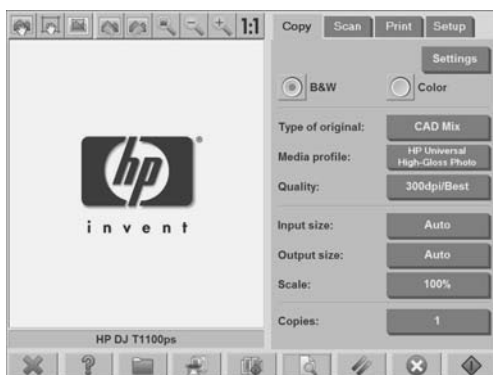 1:1
Copy
Scan
Print
Setup
Settings
B&W
Color
Type of original:
CAD Mix
Media profile:
HP Universal
High-Gloss Photo
Quality:
300dpi/Best
Input size:
Auto
Output size:
Auto
Scale:
100%
Copies:
1
hp
®
invent
HP DJ T1100ps
?